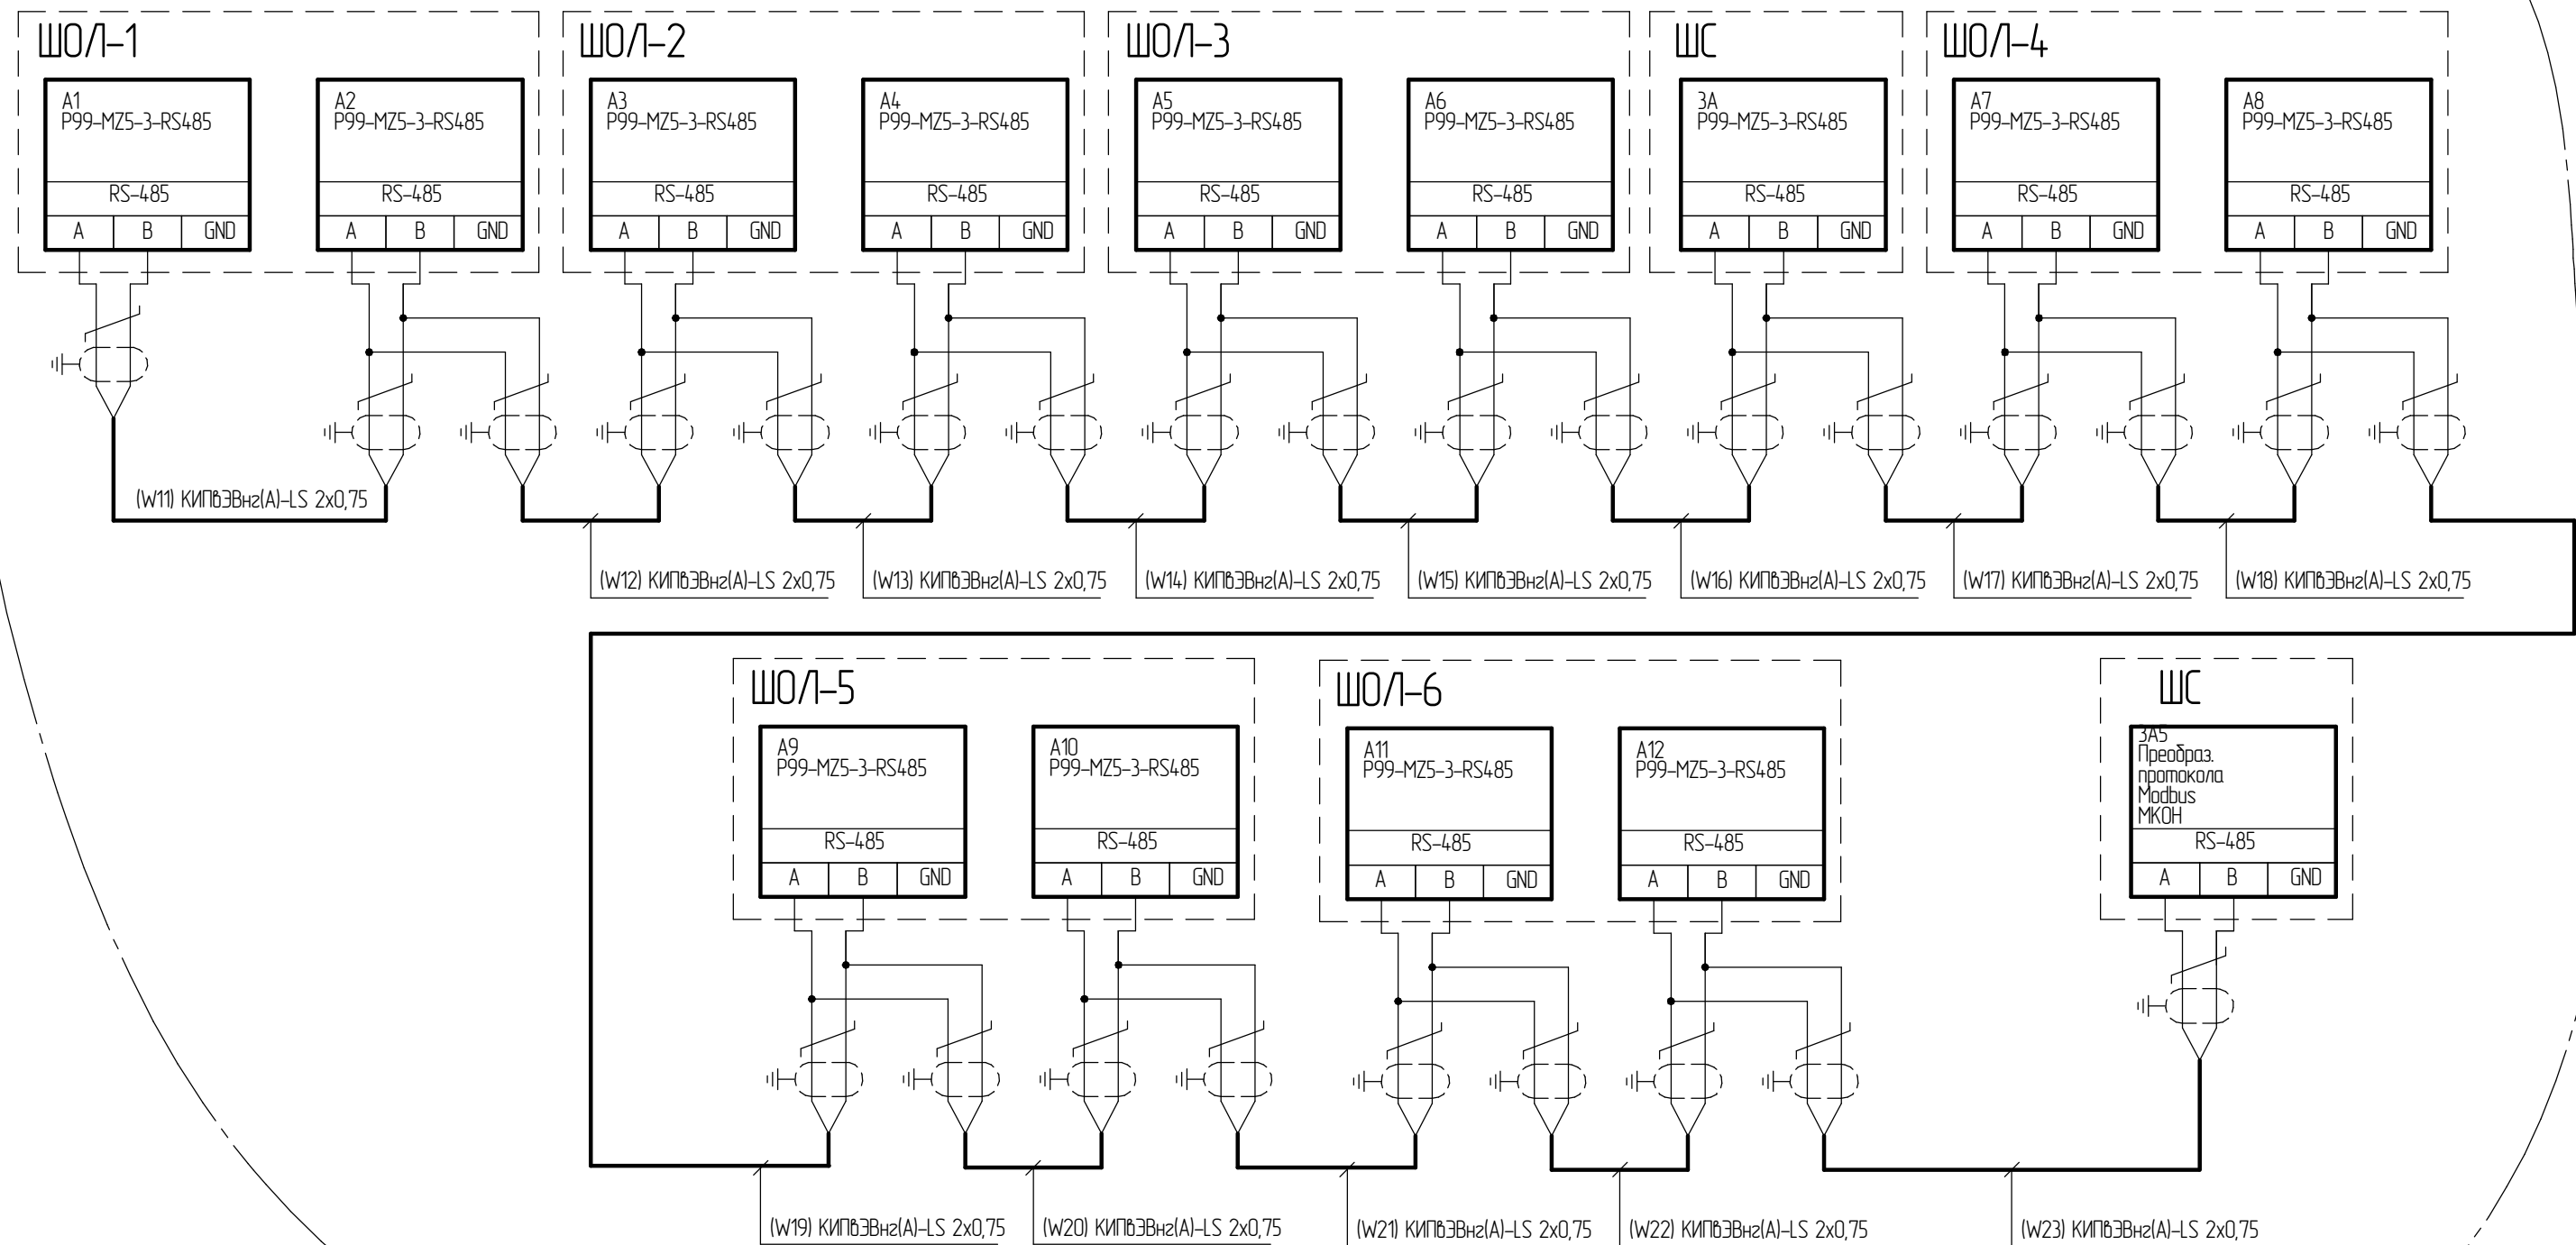 ШОЛ-1
A1
P99-MZ5-3-RS485
RS-485
A B GND
A2
P99-MZ5-3-RS485
RS-485
A B GND
ШОЛ-2
A3
P99-MZ5-3-RS485
RS-485
A B GND
A4
P99-MZ5-3-RS485
RS-485
A B GND
ШОЛ-3
A5
P99-MZ5-3-RS485
RS-485
A B GND
A6
P99-MZ5-3-RS485
RS-485
A B GND
ШС
3A
P99-MZ5-3-RS485
RS-485
A B GND
ШОЛ-4
A7
P99-MZ5-3-RS485
RS-485
A B GND
A8
P99-MZ5-3-RS485
RS-485
A B GND
(W11) КИПвЭВнг(А)-LS 2х0,75
(W12) КИПвЭВнг(А)-LS 2х0,75
(W13) КИПвЭВнг(А)-LS 2х0,75
(W14) КИПвЭВнг(А)-LS 2х0,75
(W15) КИПвЭВнг(А)-LS 2х0,75
(W16) КИПвЭВнг(А)-LS 2х0,75
(W17) КИПвЭВнг(А)-LS 2х0,75
(W18) КИПвЭВнг(А)-LS 2х0,75
ШОЛ-5
A9
P99-MZ5-3-RS485
RS-485
A B GND
A10
P99-MZ5-3-RS485
RS-485
A B GND
ШОЛ-6
A11
P99-MZ5-3-RS485
RS-485
A B GND
A12
P99-MZ5-3-RS485
RS-485
A B GND
ШС
3A5
Преобраз.
протокола
Modbus
МКОН
RS-485
A B GND
(W19) КИПвЭВнг(А)-LS 2х0,75
(W20) КИПвЭВнг(А)-LS 2х0,75
(W21) КИПвЭВнг(А)-LS 2х0,75
(W22) КИПвЭВнг(А)-LS 2х0,75
(W23) КИПвЭВнг(А)-LS 2х0,75